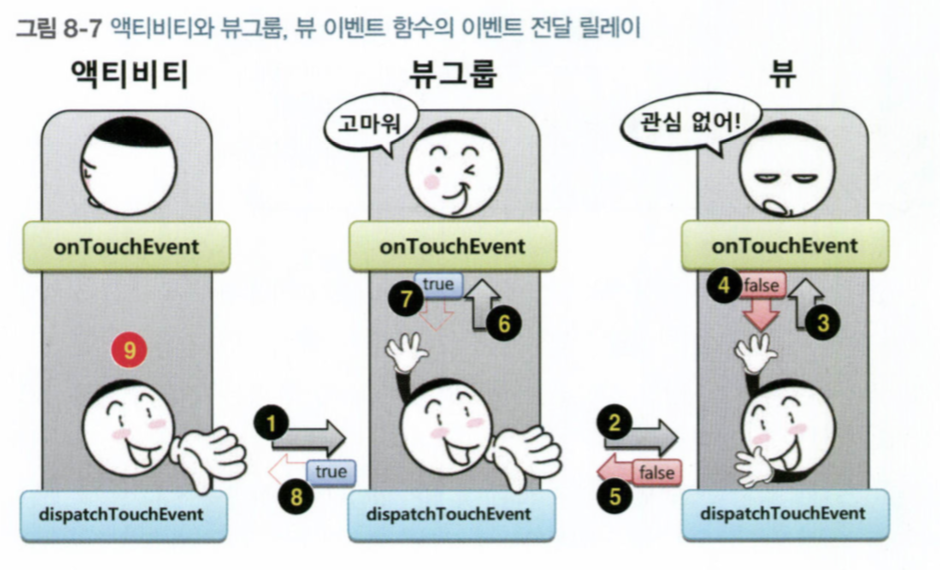 그림 8-7 액티비티와 뷰그룹, 뷰 이벤트 함수의 이벤트 전달 릴레이
액티비티 뷰그룹 뷰
고마워 관심 없어!
onTouchEvent onTouchEvent onTouchEvent
7 true 6 4 false 3
9
1 2
8 true 5 false
dispatchTouchEvent dispatchTouchEvent dispatchTouchEvent